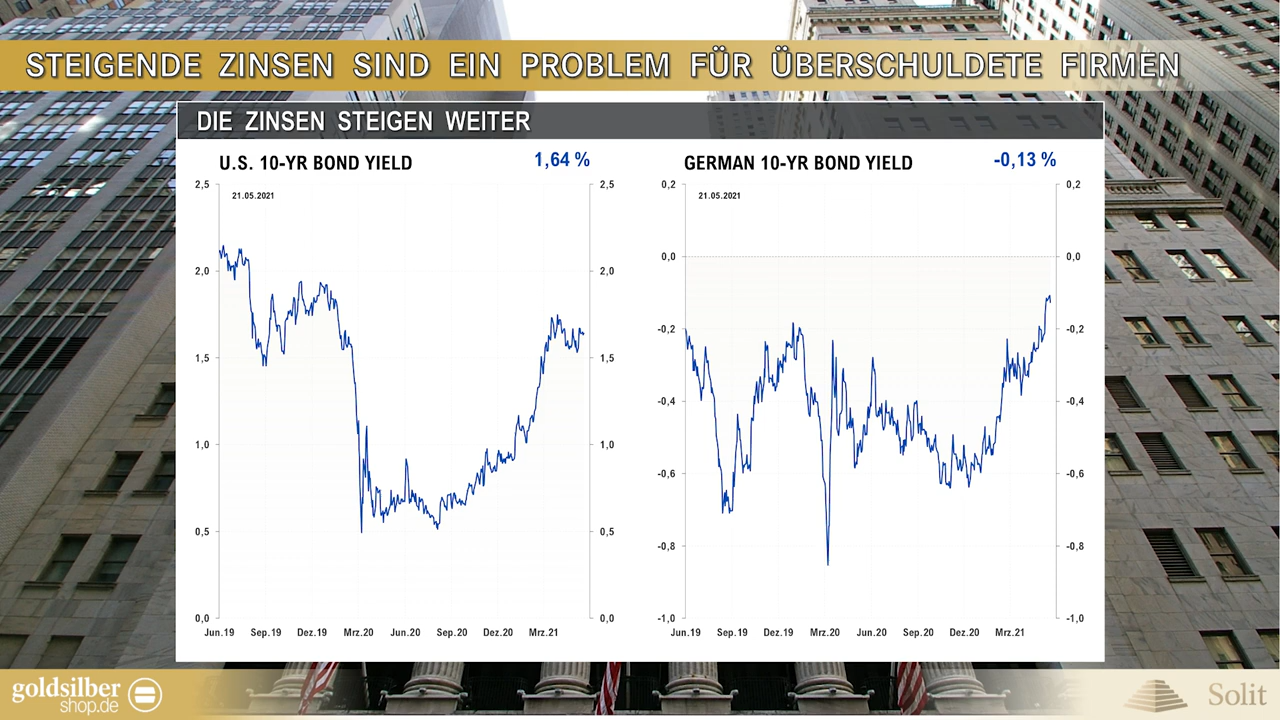 STEIGENDE ZINSEN SIND EIN PROBLEM FÜR ÜBERSCHULDETE FIRMEN
DIE ZINSEN STEIGEN WEITER
U.S. 10-YR BOND YIELD 1,64 %
21.05.2021
2,5 2,5
2,0 2,0
1,5 1,5
1,0 1,0
0,5 0,5
0,0 0,0
Jun.19 Sep.19 Dez.19 Mrz.20 Jun.20 Sep.20 Dez.20 Mrz.21
GERMAN 10-YR BOND YIELD -0,13 %
0,2 0,2
21.05.2021
0,0 0,0
-0,2 -0,2
-0,4 -0,4
-0,6 -0,6
-0,8 -0,8
-1,0 -1,0
Jun.19 Sep.19 Dez.19 Mrz.20 Jun.20 Sep.20 Dez.20 Mrz.21
goldsilber
shop.de
Solit